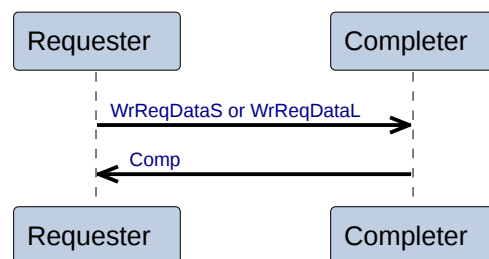 Requester
Completer
WrReqDataS or WrReqDataL
Comp
Requester
Completer